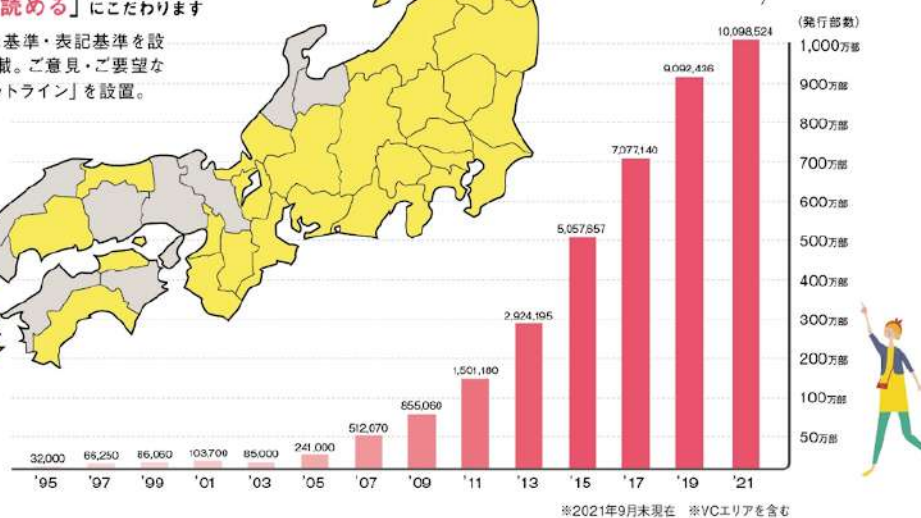 読める」にこだわります
基準・表記基準を設
載。ご意見・ご要望な
ットライン」を設置。
(発行部数)
1,000万部
900万部
800万部
700万部
600万部
500万部
400万部
300万部
200万部
100万部
50万部
32,000
66,250
86,060
103,700
85,000
241,000
512,070
855,060
1,501,180
2,924,195
5,057,657
7,077,140
9,092,436
10,098,524
'95 '97 '99 '01 '03 '05 '07 '09 '11 '13 '15 '17 '19 '21
※2021年9月末現在 ※VCエリアを含む